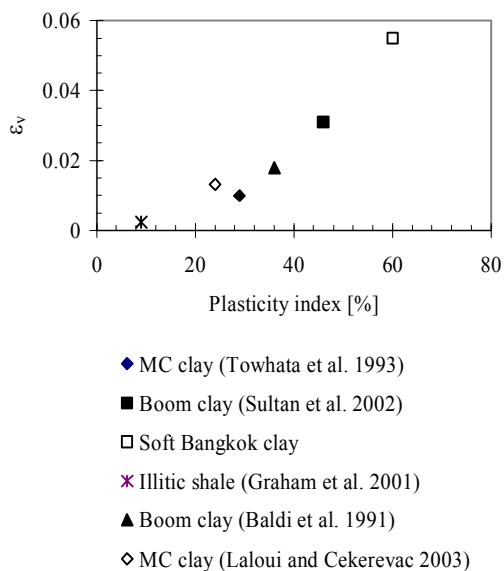 0.06
0.04
εv
0.02
0
0 20 40 60 80
Plasticity index [%]
MC clay (Towhata et al. 1993)
Boom clay (Sultan et al. 2002)
Soft Bangkok clay
Illitic shale (Graham et al. 2001)
Boom clay (Baldi et al. 1991)
MC clay (Laloui and Cekerevac 2003)